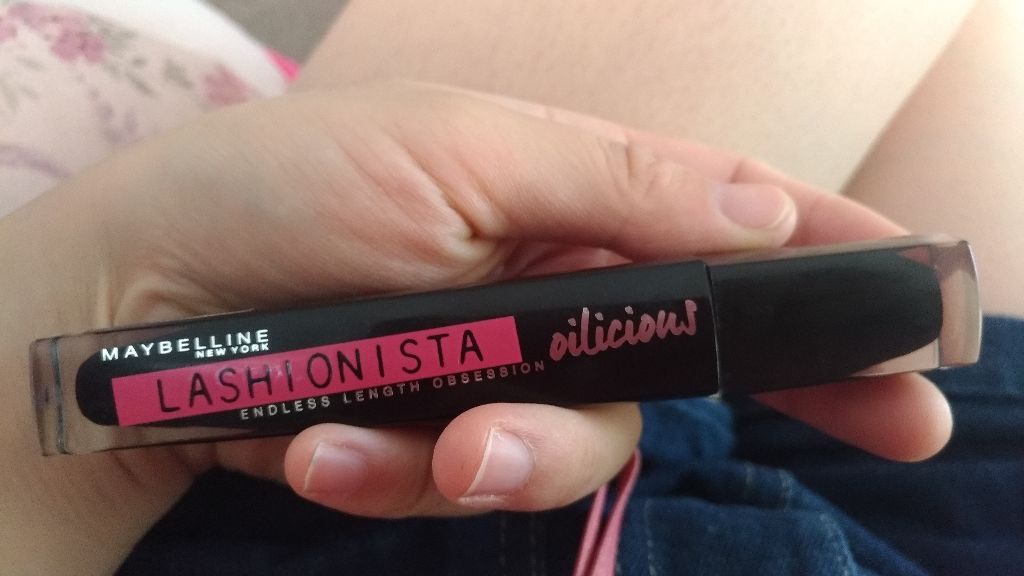 MAYBELLINE
NEW YORK
LASHIONISTA
ENDLESS LENGTH OBSESSION
oilicious